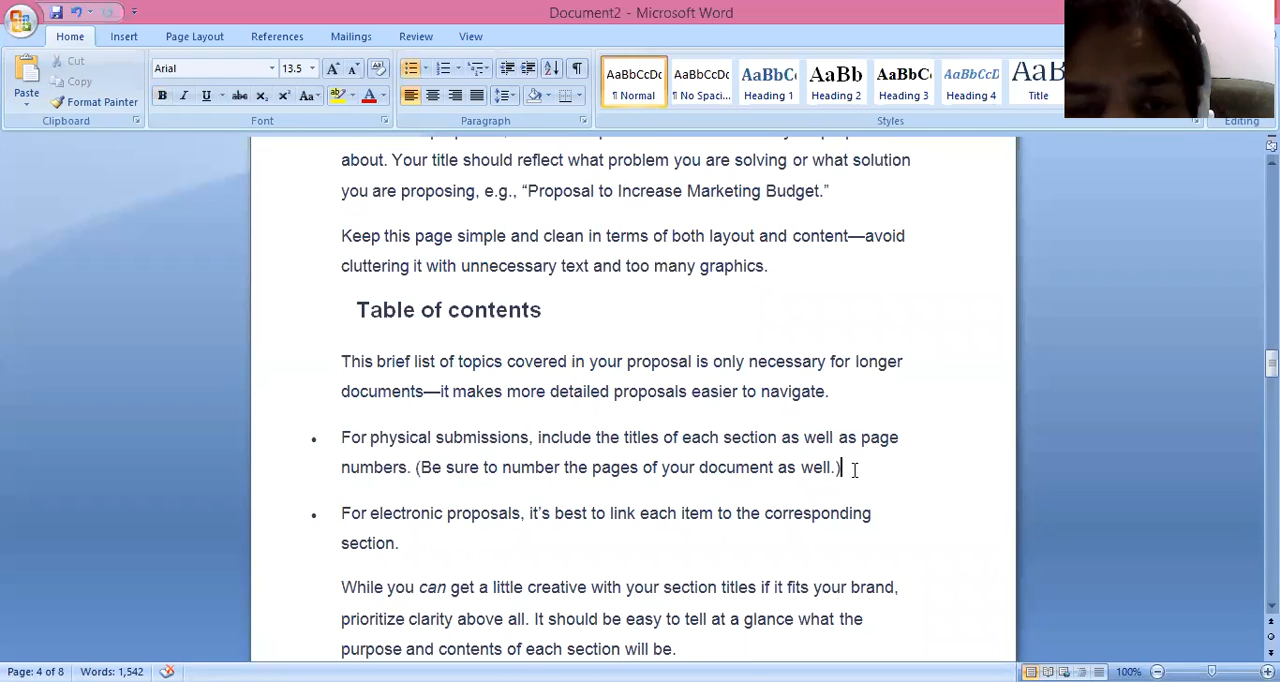 Document2 - Microsoft Word
Home Insert Page Layout References Mailings Review View
Paste
Cut
Copy
Format Painter
Clipboard
Arial 13.5
Font
Paragraph
AaBbCcDc AaBbCcDc AaBbC AaBb AaBbC AaBbCcD AaB
¶ Normal ¶ No Spaci... Heading 1 Heading 2 Heading 3 Heading 4 Title
Styles
Editing
about. Your title should reflect what problem you are solving or what solution
you are proposing, e.g., “Proposal to Increase Marketing Budget.”
Keep this page simple and clean in terms of both layout and content—avoid
cluttering it with unnecessary text and too many graphics.
Table of contents
This brief list of topics covered in your proposal is only necessary for longer
documents—it makes more detailed proposals easier to navigate.
• For physical submissions, include the titles of each section as well as page
numbers. (Be sure to number the pages of your document as well.)
• For electronic proposals, it’s best to link each item to the corresponding
section.
While you can get a little creative with your section titles if it fits your brand,
prioritize clarity above all. It should be easy to tell at a glance what the
purpose and contents of each section will be.
Page: 4 of 8 Words: 1,542 100%